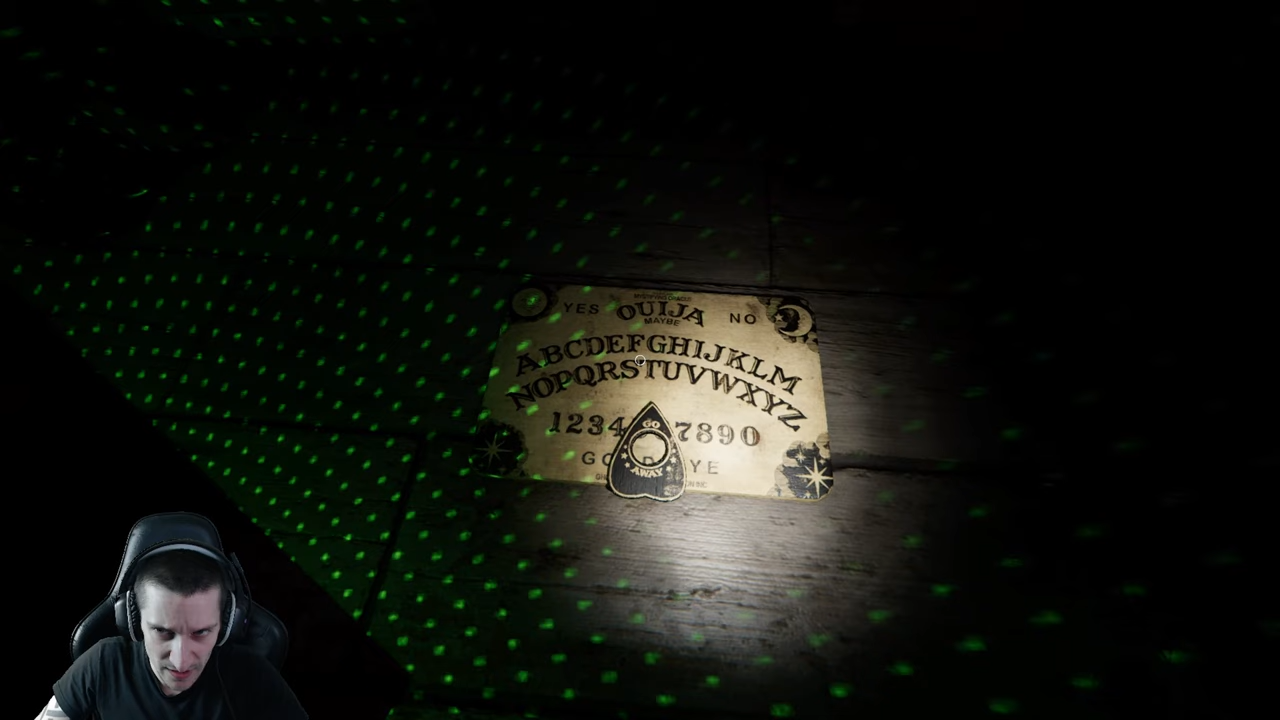 YES OUIJA NO
MAYBE
ABCDEFGHIJKLM
NOPQRSTUVWXYZ
1234 7890
GO
AWAY